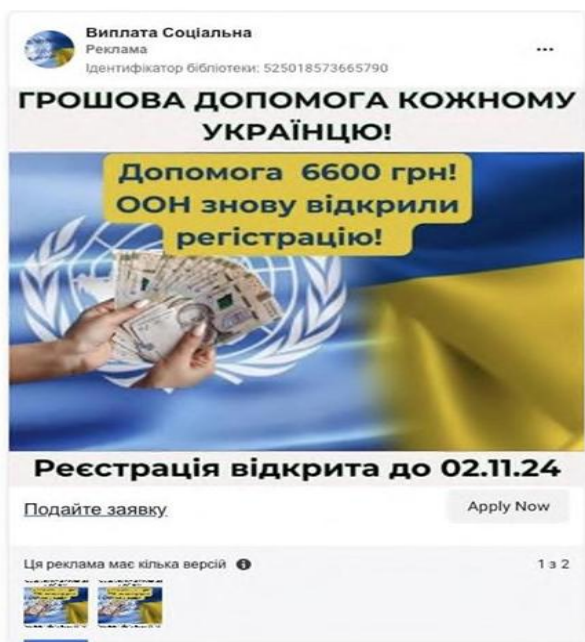 Виплата Соціальна
Реклама
Ідентифікатор бібліотеки: 525018573665790
ГРОШОВА ДОПОМОГА КОЖНОМУ
УКРАЇНЦЮ!
Допомога 6600 грн!
ООН знову відкрили
регістрацію!
Реєстрація відкрита до 02.11.24
Подайте заявку
Apply Now
Ця реклама має кілька версій
1 з 2